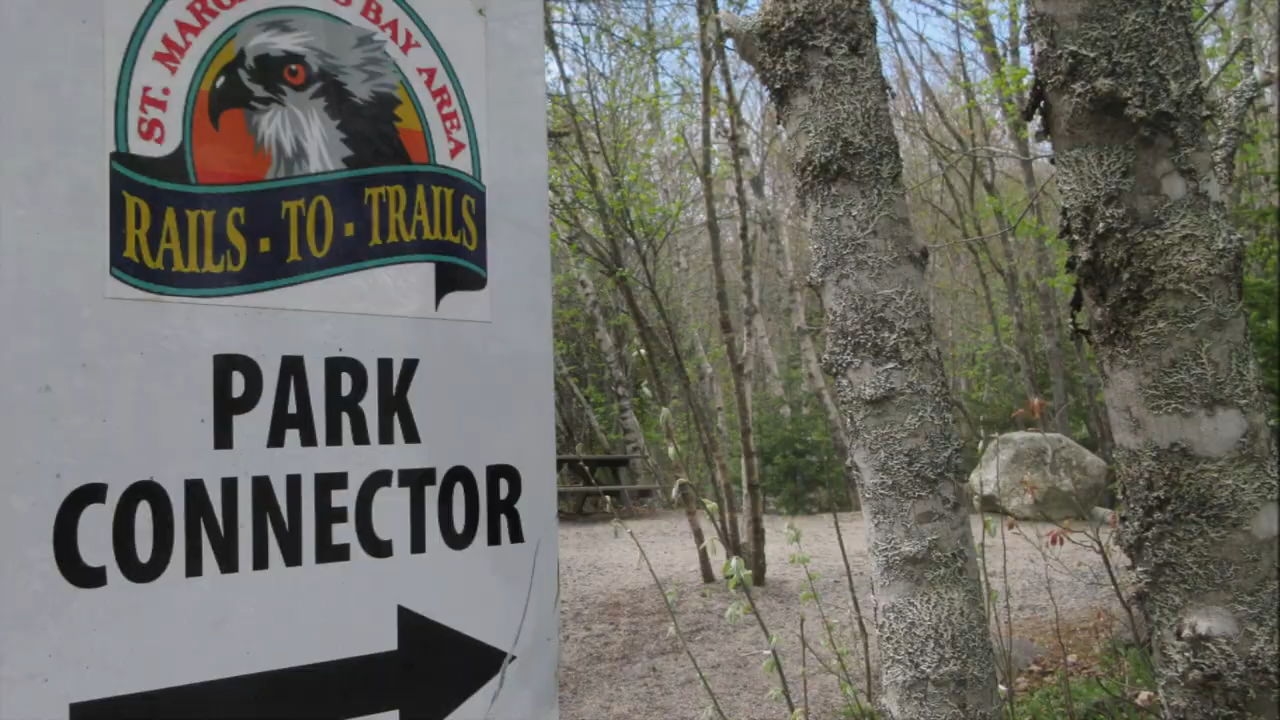 ST. BAY AREA
RAILS - TO - TRAILS
PARK
CONNECTOR